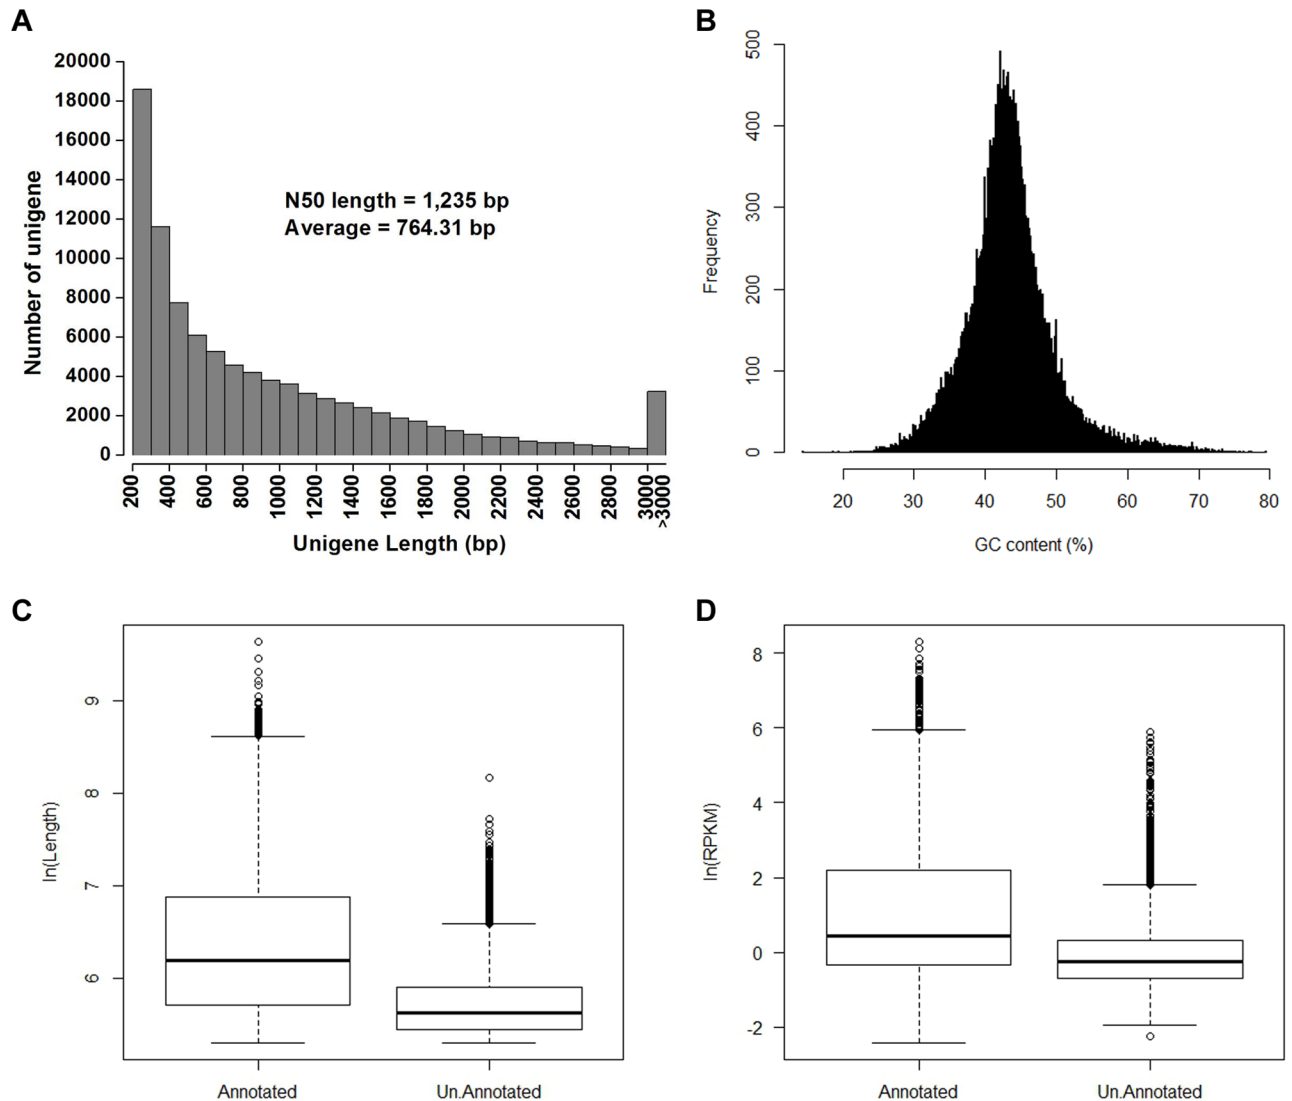 A
20000
18000
16000
14000
12000
10000
8000
6000
4000
2000
0
Number of unigene
N50 length = 1,235 bp
Average = 764.31 bp
200
400
600
800
1000
1200
1400
1600
1800
2000
2200
2400
2600
2800
3000
>3000
Unigene Length (bp)
B
500
400
300
200
100
0
Frequency
20 30 40 50 60 70 80
GC content (%)
C
9
8
7
6
ln(Length)
Annotated Un.Annotated
D
8
6
4
2
0
-2
ln(RPKM)
Annotated Un.Annotated